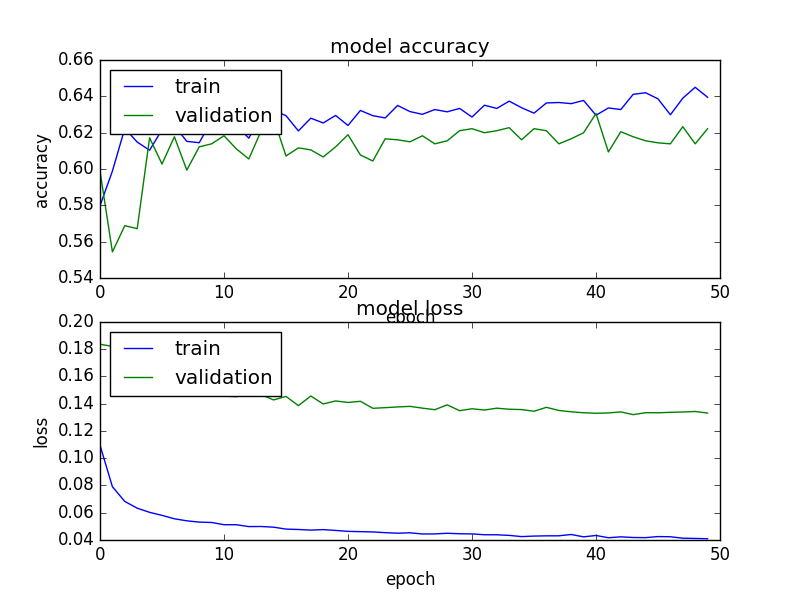 model accuracy
0.66
0.64
0.62
0.60
0.58
0.56
0.54
accuracy
train
validation
0 10 20 30 40 50
epoch
model loss
0.20
0.18
0.16
0.14
0.12
0.10
0.08
0.06
0.04
loss
train
validation
0 10 20 30 40 50
epoch